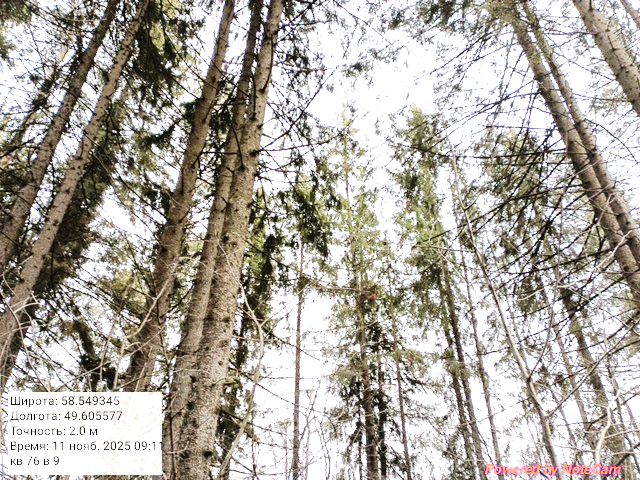 Широта: 58.549345
Долгота: 49.605577
Точность: 2.0 м
Время: 11 нояб. 2025 09:11
кв 76 в 9
Powered by NoteCam